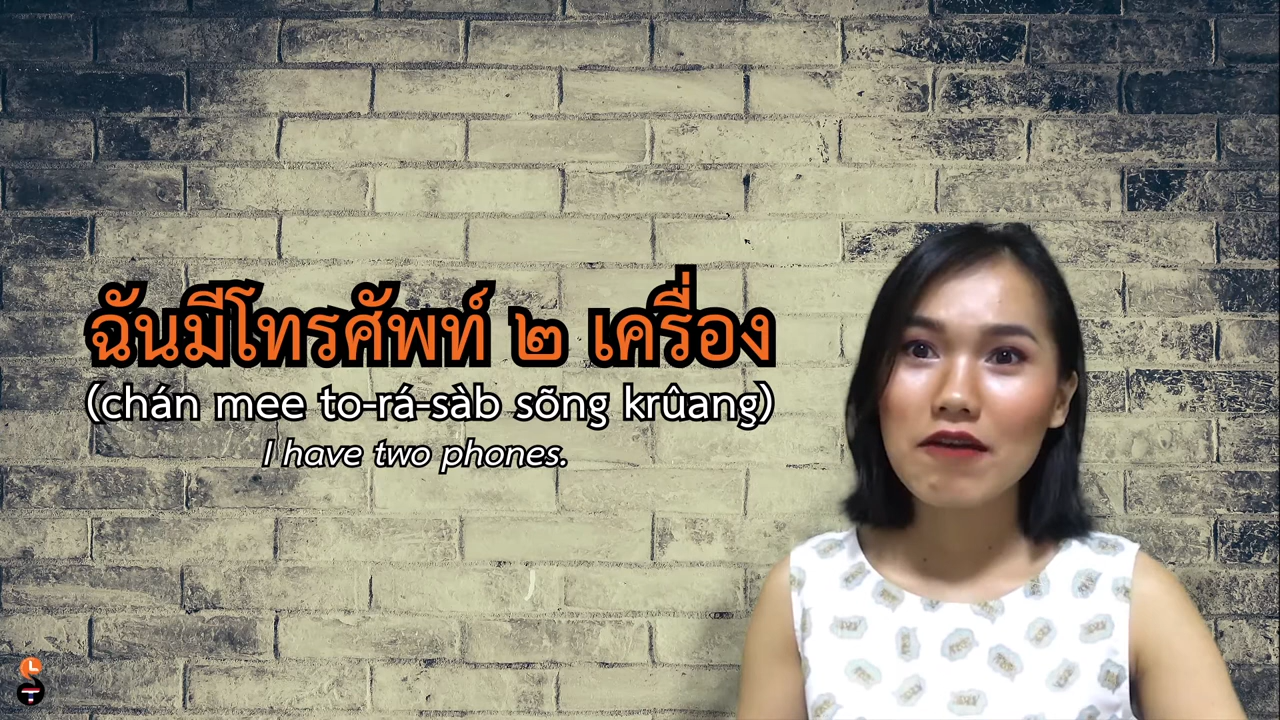 ฉันมีโทรศัพท์ ๒ เครื่อง
(chán mee to-rá-sàb sõng krûang)
I have two phones.